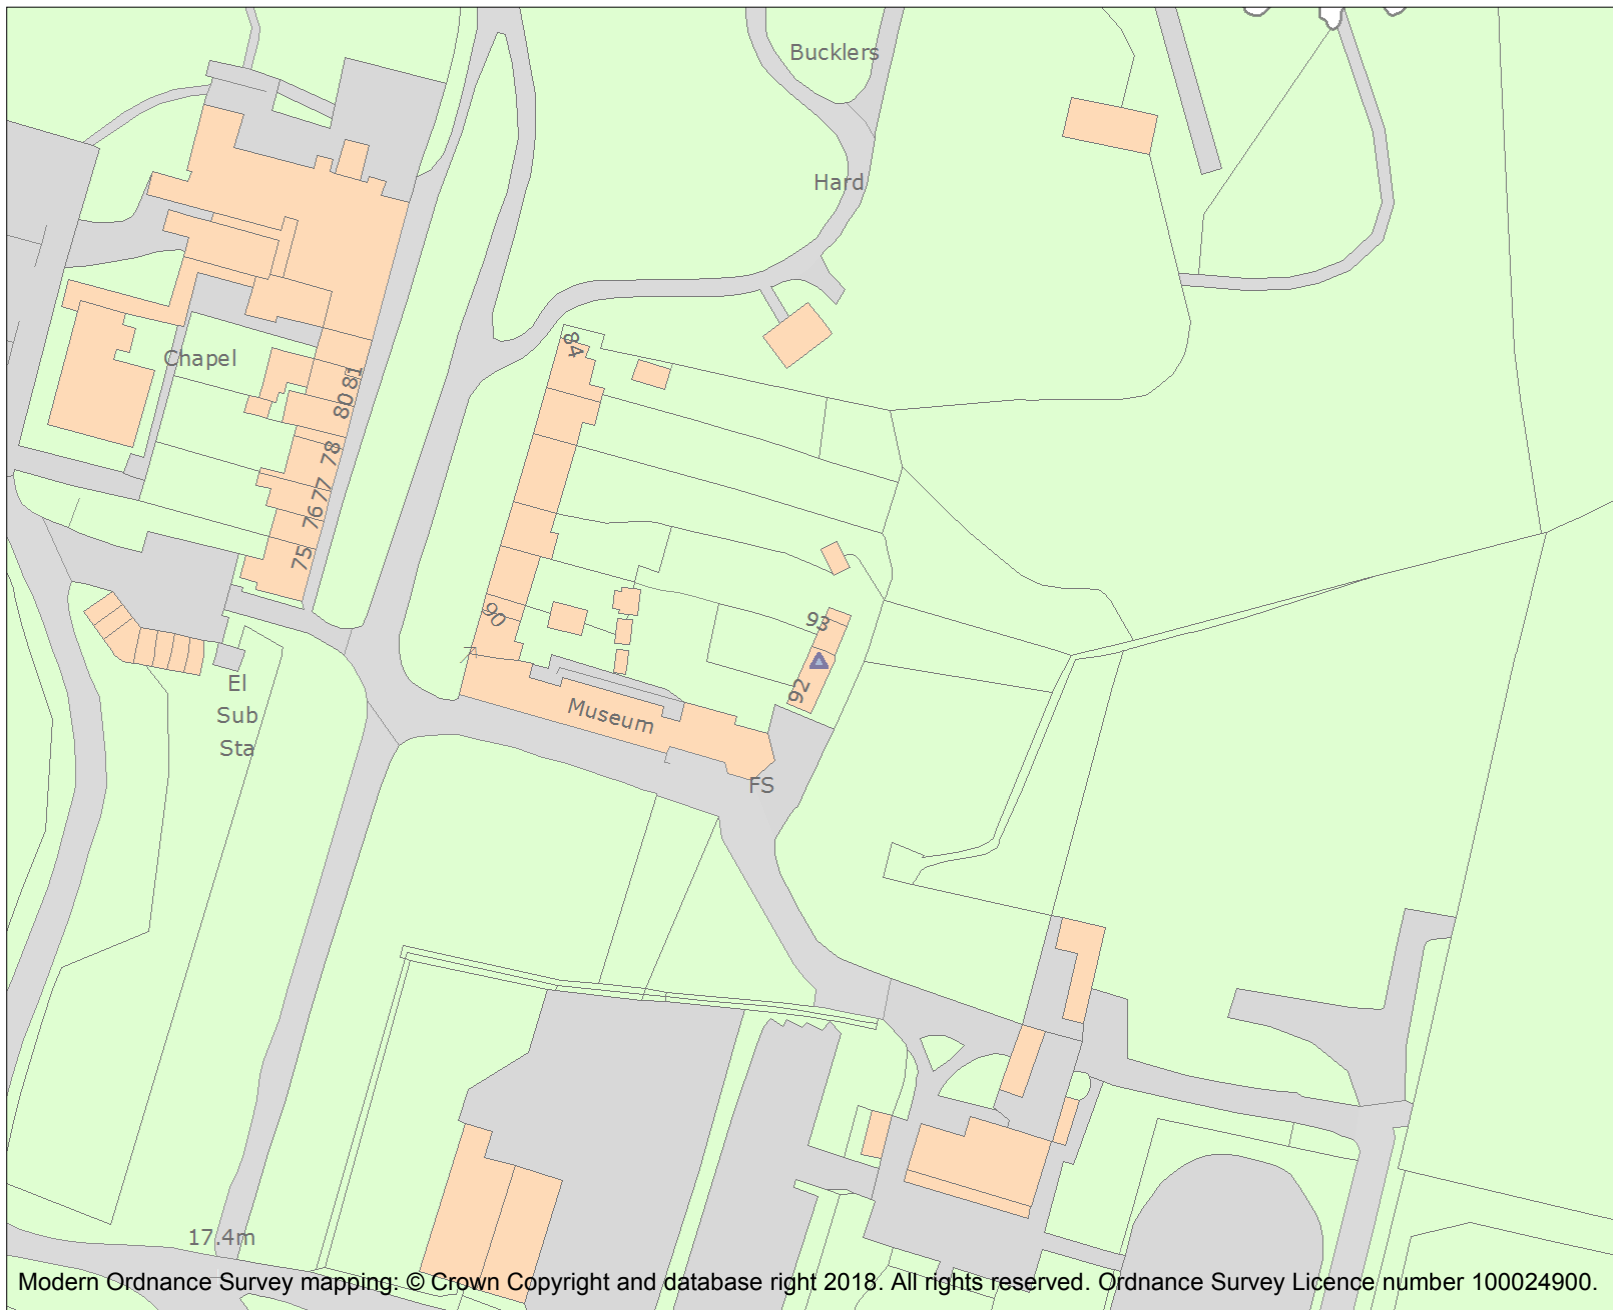 Bucklers
Hard
84
Chapel
81
80
78
77
76
75
90
93
92
El
Sub
Sta
Museum
FS
17.4m
Modern Ordnance Survey mapping: © Crown Copyright and database right 2018. All rights reserved. Ordnance Survey Licence number 100024900.